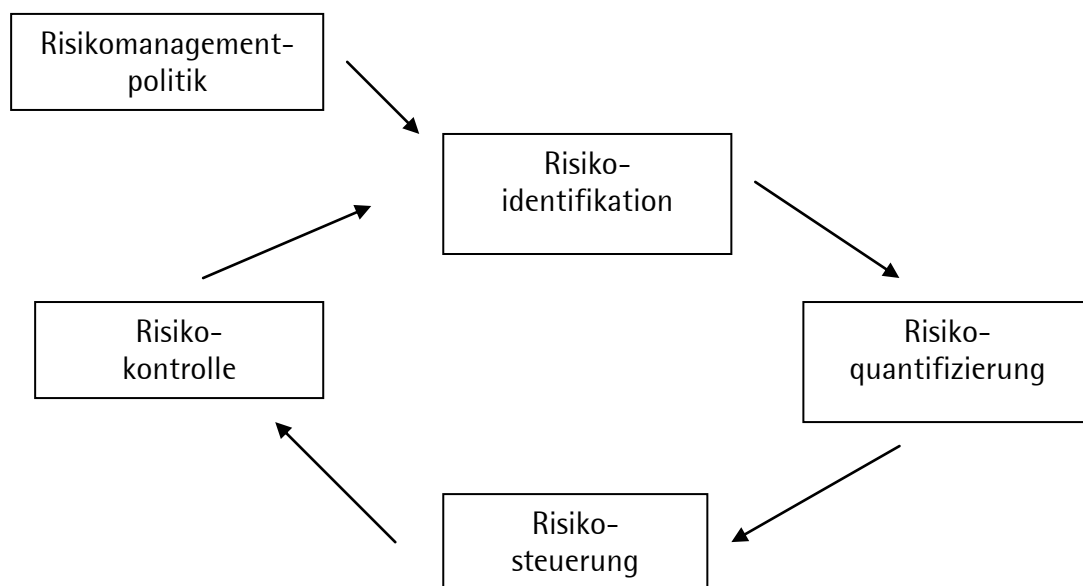 Risikomanagement-
politik
Risiko-
identifikation
Risiko-
kontrolle
Risiko-
quantifizierung
Risiko-
steuerung